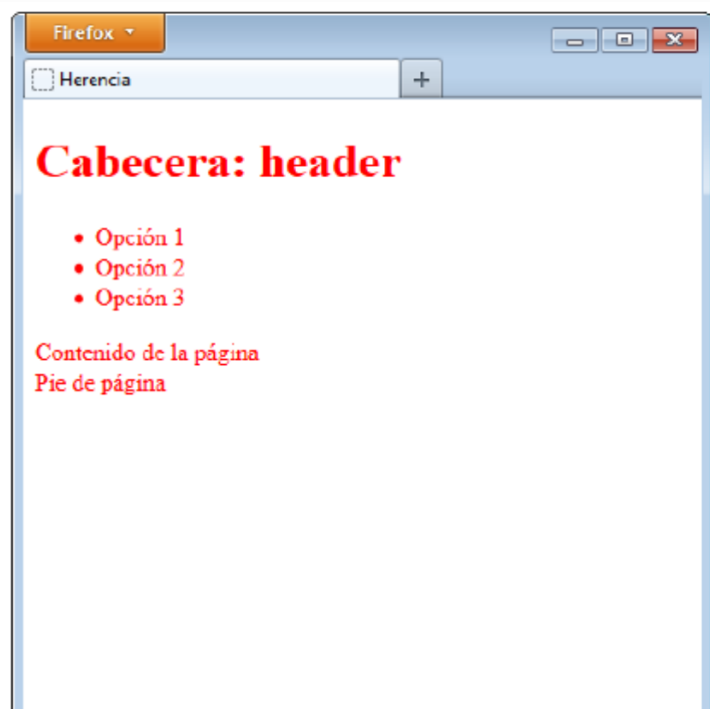 Firefox
Herencia
Cabecera: header
Opción 1
Opción 2
Opción 3
Contenido de la página
Pie de página